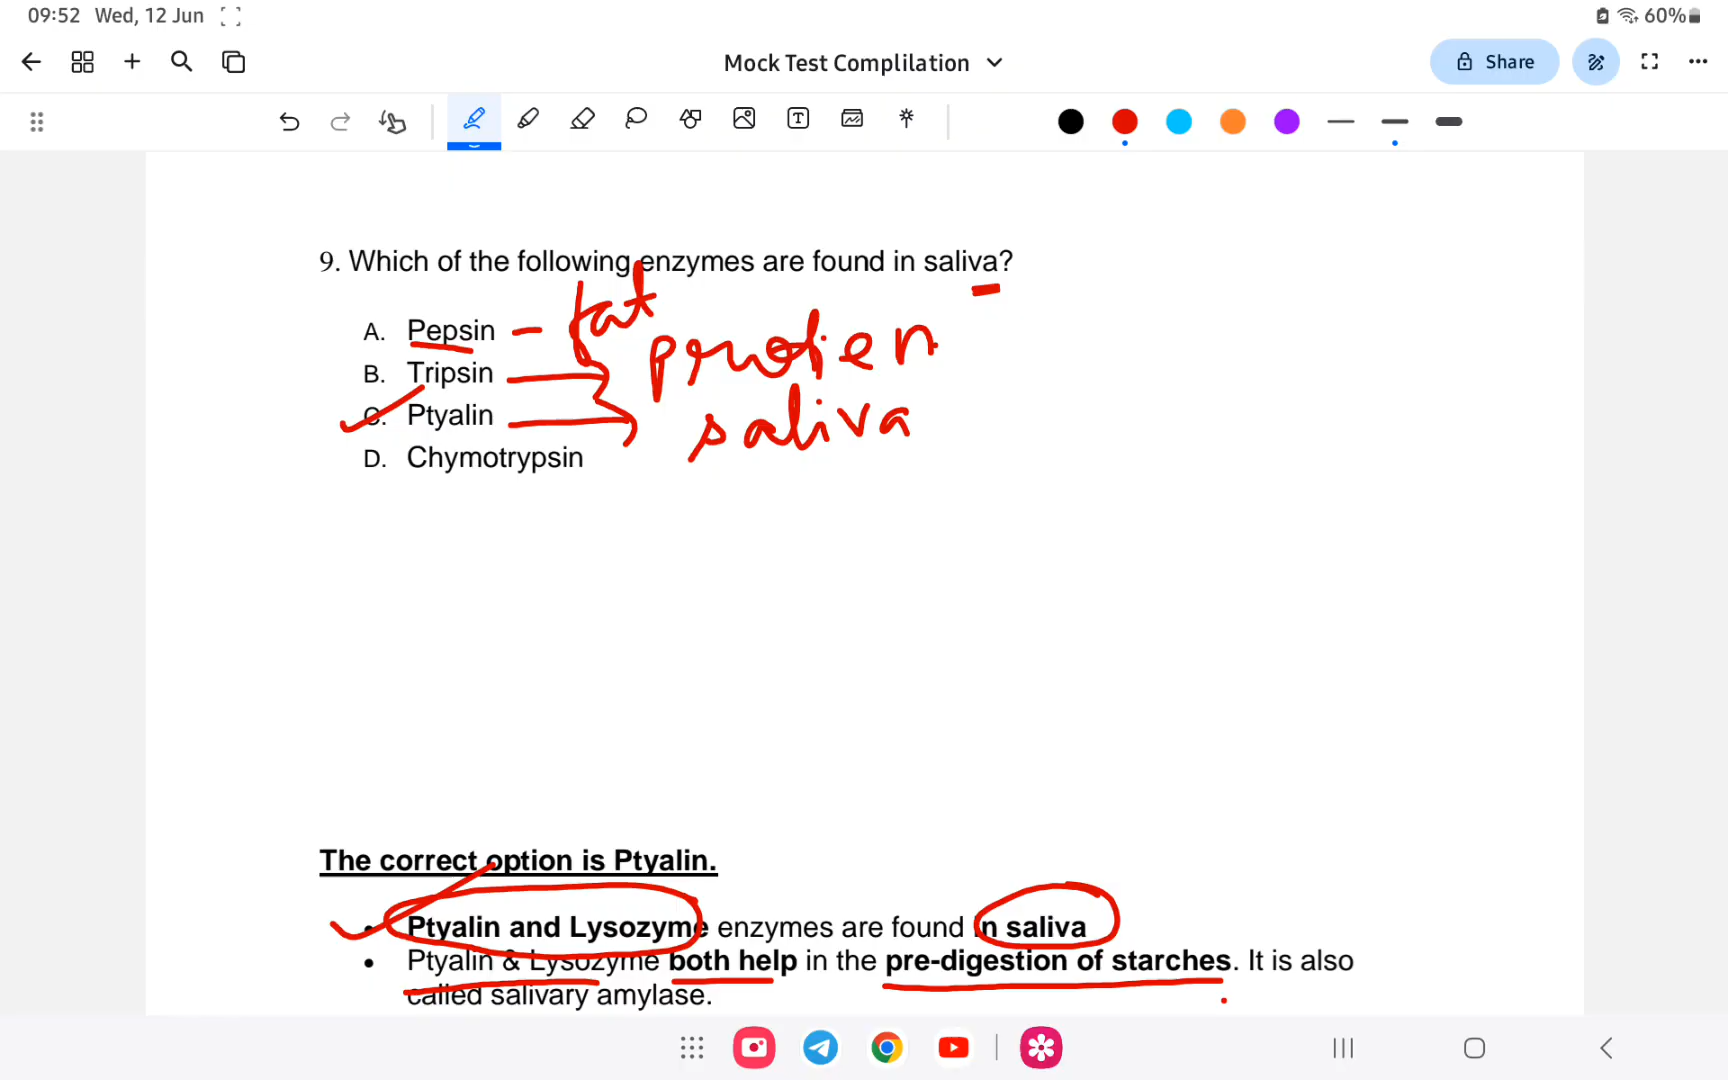 09:52 Wed, 12 Jun
60%
Mock Test Complilation
Share
9. Which of the following enzymes are found in saliva?
A. Pepsin – fat
B. Tripsin protien
C. Ptyalin saliva
D. Chymotrypsin
The correct option is Ptyalin.
• Ptyalin and Lysozyme enzymes are found in saliva
• Ptyalin & Lysozyme both help in the pre-digestion of starches. It is also
called salivary amylase.